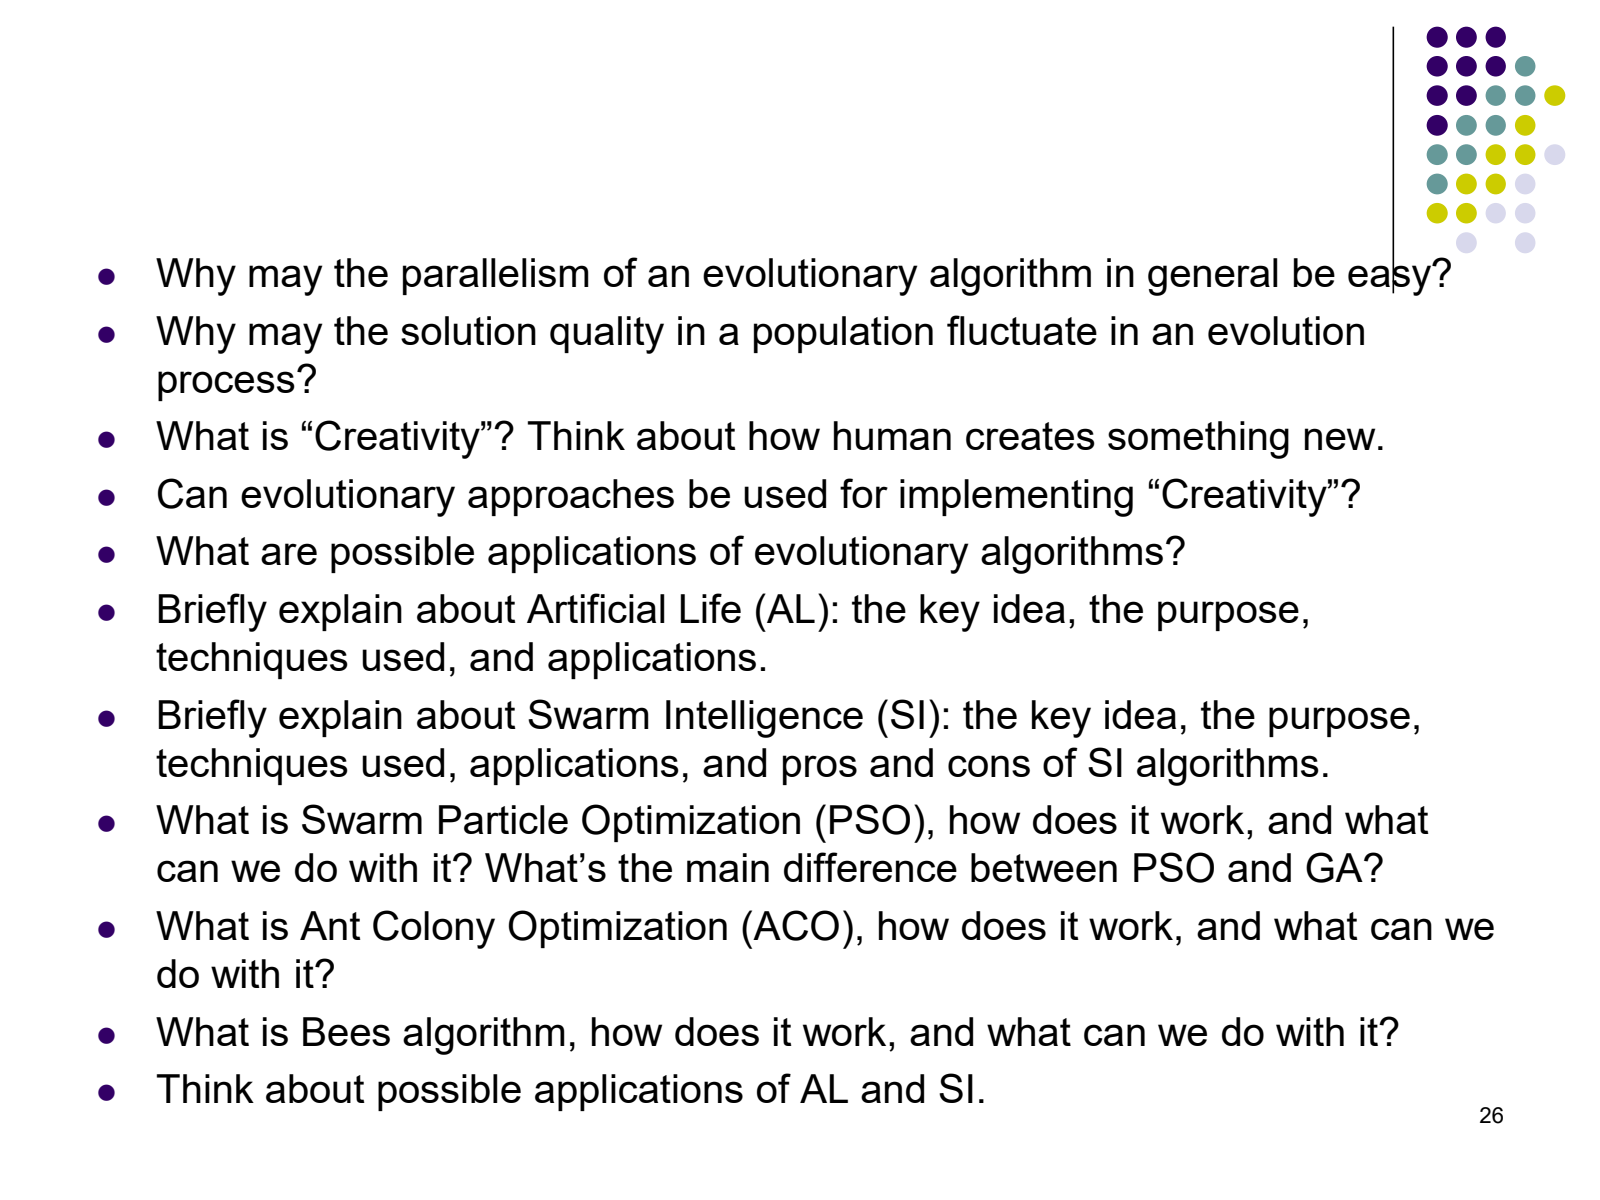 Why may the parallelism of an evolutionary algorithm in general be easy?
Why may the solution quality in a population fluctuate in an evolution
process?
What is “Creativity”? Think about how human creates something new.
Can evolutionary approaches be used for implementing “Creativity”?
What are possible applications of evolutionary algorithms?
Briefly explain about Artificial Life (AL): the key idea, the purpose,
techniques used, and applications.
Briefly explain about Swarm Intelligence (SI): the key idea, the purpose,
techniques used, applications, and pros and cons of SI algorithms.
What is Swarm Particle Optimization (PSO), how does it work, and what
can we do with it? What’s the main difference between PSO and GA?
What is Ant Colony Optimization (ACO), how does it work, and what can we
do with it?
What is Bees algorithm, how does it work, and what can we do with it?
Think about possible applications of AL and SI.
26